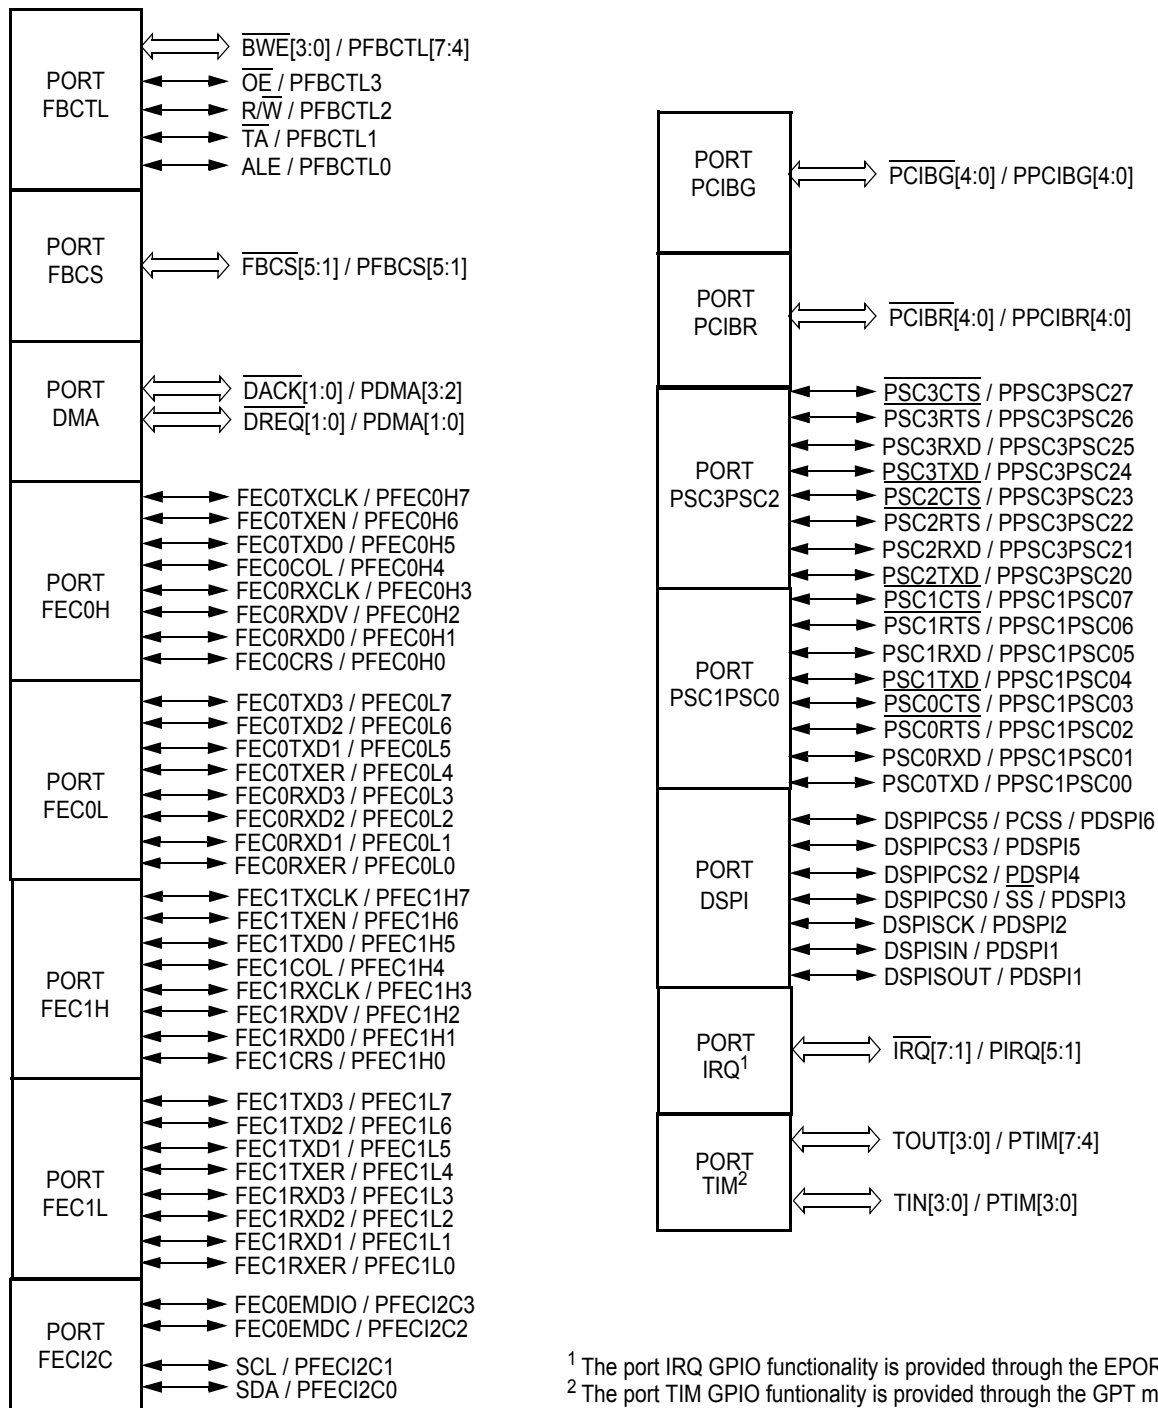 PORT
FBCTL
BWE[3:0] / PFBCTL[7:4]
OE / PFBCTL3
R/W / PFBCTL2
TA / PFBCTL1
ALE / PFBCTL0
PORT
FBCS
FBCS[5:1] / PFBCS[5:1]
PORT
DMA
DACK[1:0] / PDMA[3:2]
DREQ[1:0] / PDMA[1:0]
PORT
FEC0H
FEC0TXCLK / PFEC0H7
FEC0TXEN / PFEC0H6
FEC0TXD0 / PFEC0H5
FEC0COL / PFEC0H4
FEC0RXCLK / PFEC0H3
FEC0RXDV / PFEC0H2
FEC0RXD0 / PFEC0H1
FEC0CRS / PFEC0H0
PORT
FEC0L
FEC0TXD3 / PFEC0L7
FEC0TXD2 / PFEC0L6
FEC0TXD1 / PFEC0L5
FEC0TXER / PFEC0L4
FEC0RXD3 / PFEC0L3
FEC0RXD2 / PFEC0L2
FEC0RXD1 / PFEC0L1
FEC0RXER / PFEC0L0
PORT
FEC1H
FEC1TXCLK / PFEC1H7
FEC1TXEN / PFEC1H6
FEC1TXD0 / PFEC1H5
FEC1COL / PFEC1H4
FEC1RXCLK / PFEC1H3
FEC1RXDV / PFEC1H2
FEC1RXD0 / PFEC1H1
FEC1CRS / PFEC1H0
PORT
FEC1L
FEC1TXD3 / PFEC1L7
FEC1TXD2 / PFEC1L6
FEC1TXD1 / PFEC1L5
FEC1TXER / PFEC1L4
FEC1RXD3 / PFEC1L3
FEC1RXD2 / PFEC1L2
FEC1RXD1 / PFEC1L1
FEC1RXER / PFEC1L0
PORT
FECI2C
FEC0EMDIO / PFECI2C3
FEC0EMDC / PFECI2C2
SCL / PFECI2C1
SDA / PFECI2C0
PORT
PCIBG
PCIBG[4:0] / PPCIBG[4:0]
PORT
PCIBR
PCIBR[4:0] / PPCIBR[4:0]
PORT
PSC3PSC2
PSC3CTS / PPSC3PSC27
PSC3RTS / PPSC3PSC26
PSC3RXD / PPSC3PSC25
PSC3TXD / PPSC3PSC24
PSC2CTS / PPSC3PSC23
PSC2RTS / PPSC3PSC22
PSC2RXD / PPSC3PSC21
PSC2TXD / PPSC3PSC20
PORT
PSC1PSC0
PSC1CTS / PPSC1PSC07
PSC1RTS / PPSC1PSC06
PSC1RXD / PPSC1PSC05
PSC1TXD / PPSC1PSC04
PSC0CTS / PPSC1PSC03
PSC0RTS / PPSC1PSC02
PSC0RXD / PPSC1PSC01
PSC0TXD / PPSC1PSC00
PORT
DSPI
DSPIPCS5 / PCSS / PDSPI6
DSPIPCS3 / PDSPI5
DSPIPCS2 / PDSPI4
DSPIPCS0 / SS / PDSPI3
DSPISCK / PDSPI2
DSPISIN / PDSPI1
DSPISOUT / PDSPI1
PORT
IRQ1
IRQ[7:1] / PIRQ[5:1]
PORT
TIM2
TOUT[3:0] / PTIM[7:4]
TIN[3:0] / PTIM[3:0]
1 The port IRQ GPIO functionality is provided through the EPOR
2 The port TIM GPIO funtionality is provided through the GPT m